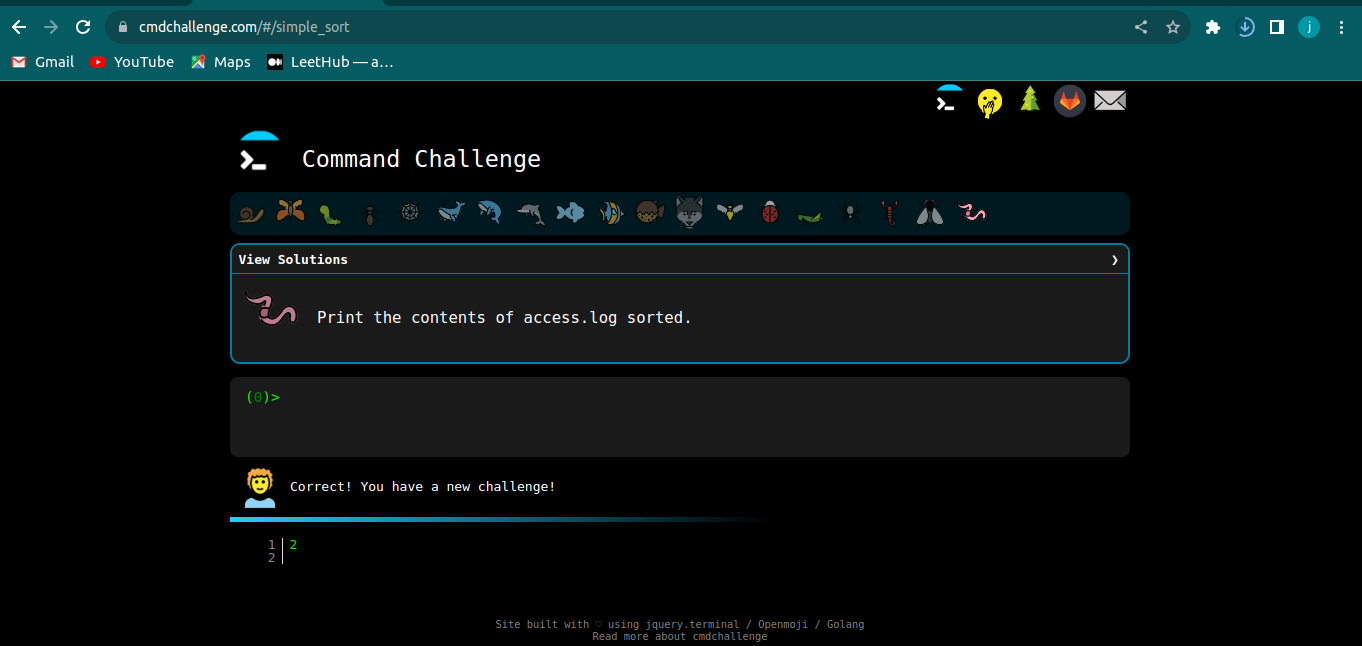 cmdchallenge.com/#/simple_sort
j
Gmail YouTube Maps LeetHub — a…
Command Challenge
View Solutions ❯
Print the contents of access.log sorted.
(0)>
Correct! You have a new challenge!
1 2
2
Site built with ♡ using jquery.terminal / Openmoji / Golang
Read more about cmdchallenge